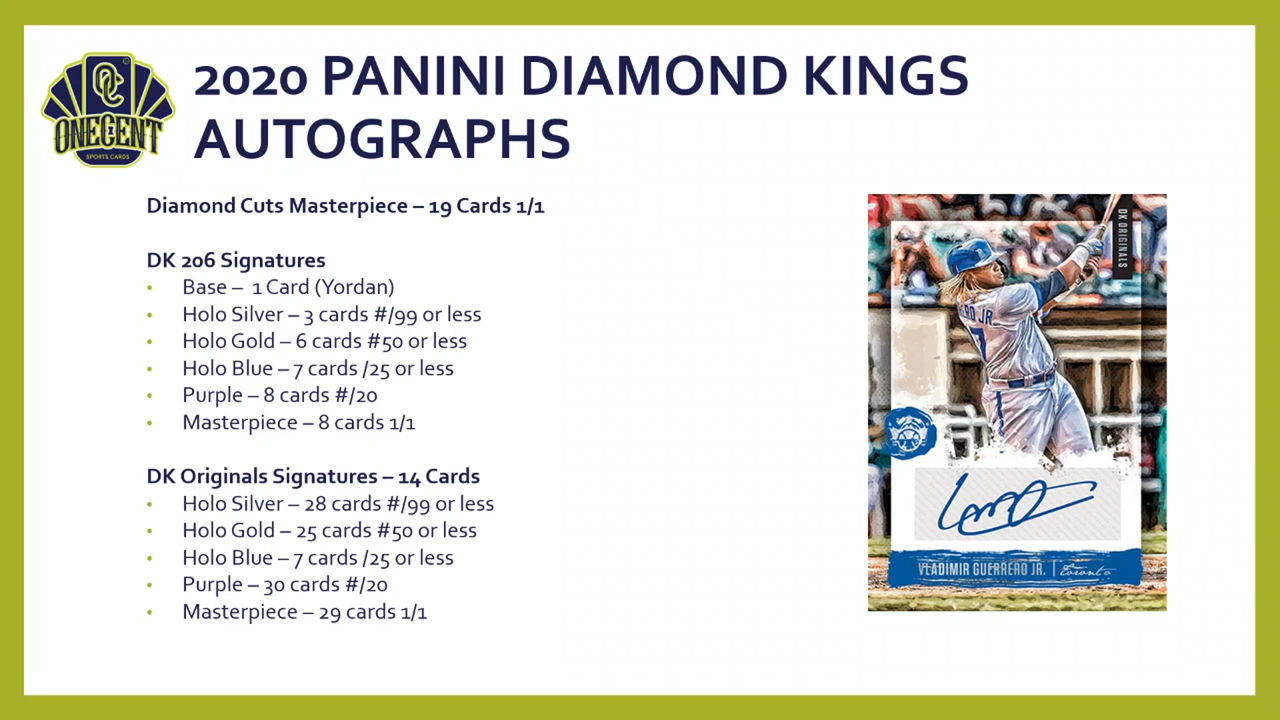 OC
ONECENT
SPORTS CARDS
2020 PANINI DIAMOND KINGS
AUTOGRAPHS
Diamond Cuts Masterpiece – 19 Cards 1/1
DK 206 Signatures
• Base – 1 Card (Yordan)
• Holo Silver – 3 cards #/99 or less
• Holo Gold – 6 cards #50 or less
• Holo Blue – 7 cards /25 or less
• Purple – 8 cards #/20
• Masterpiece – 8 cards 1/1
DK Originals Signatures – 14 Cards
• Holo Silver – 28 cards #/99 or less
• Holo Gold – 25 cards #50 or less
• Holo Blue – 7 cards /25 or less
• Purple – 30 cards #/20
• Masterpiece – 29 cards 1/1
DK ORIGINALS
VLADIMIR GUERRERO JR. | Toronto